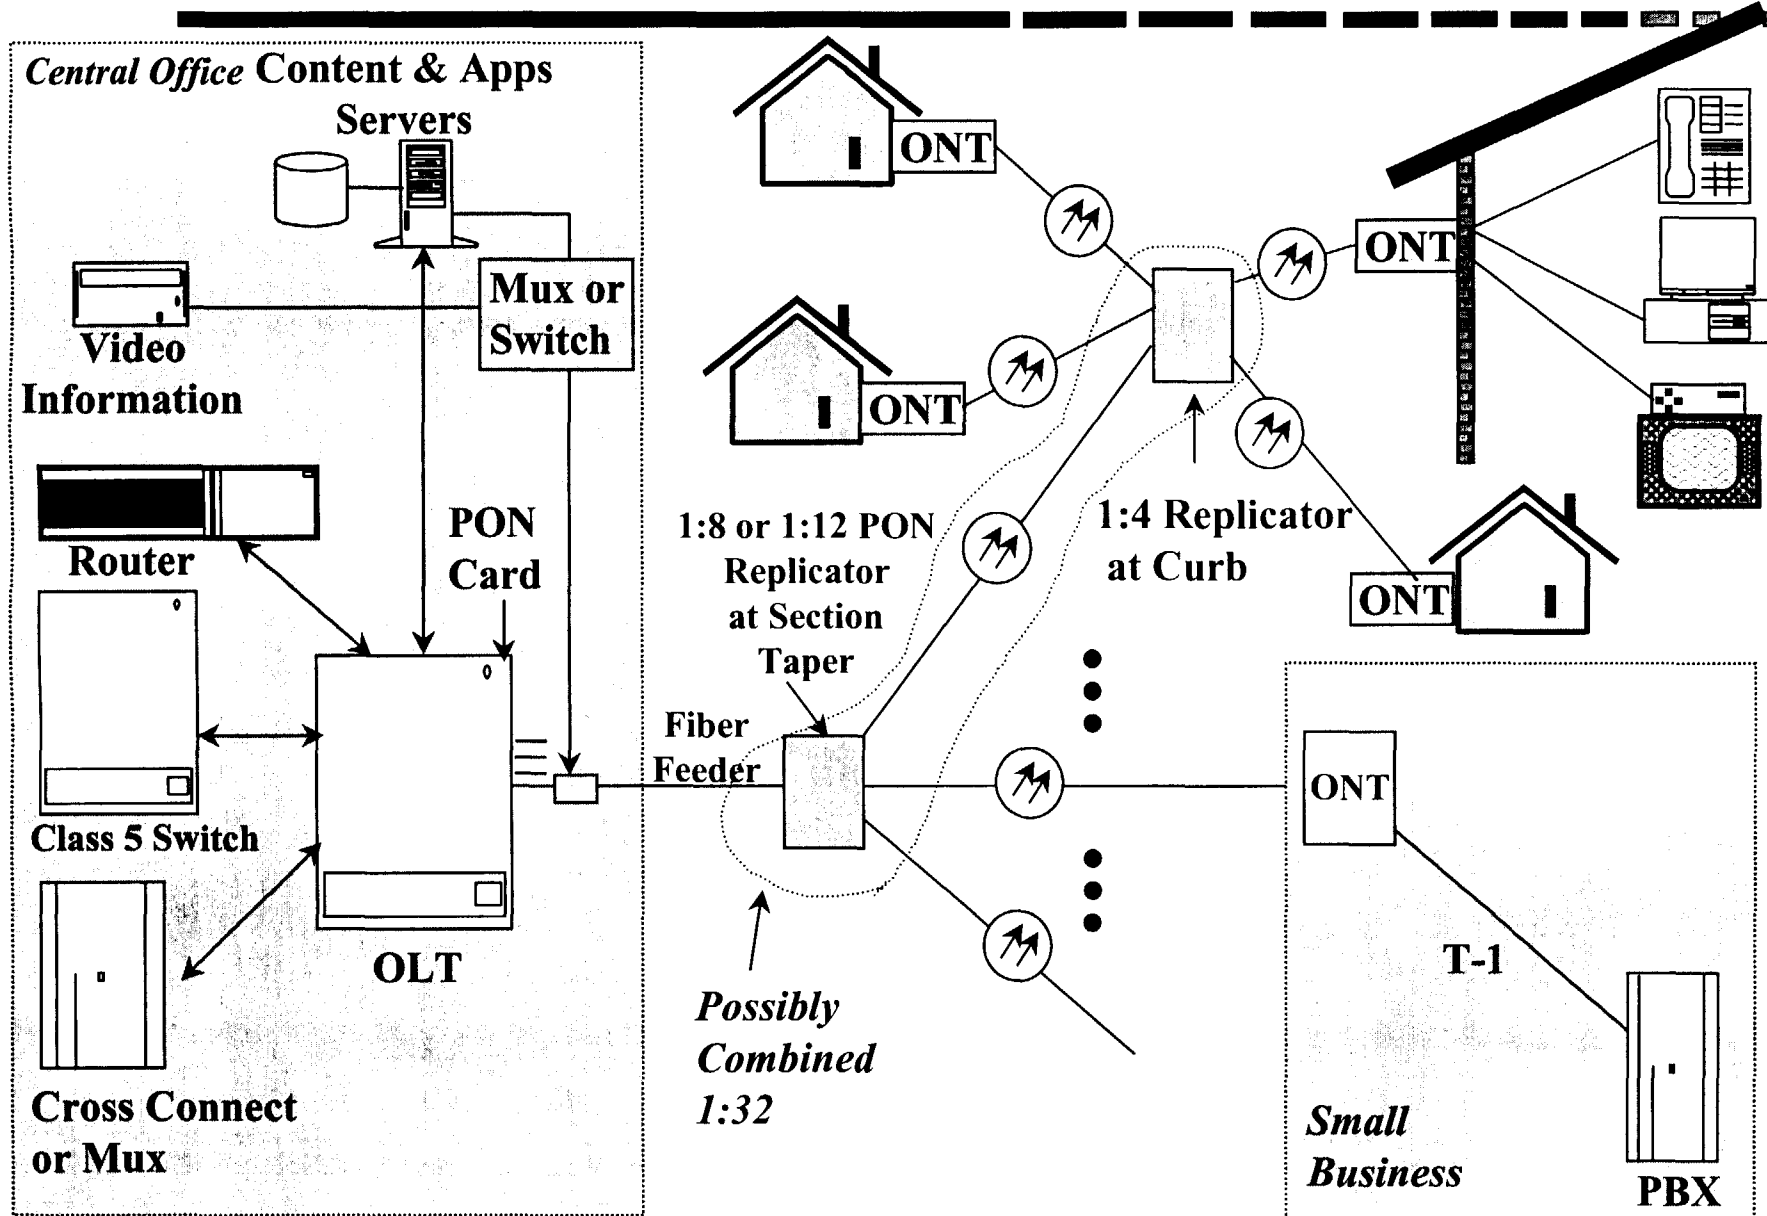 Central Office Content & Apps
Servers
Mux or
Switch
Video
Information
Router
PON
Card
Class 5 Switch
OLT
Cross Connect
or Mux
ONT
ONT
ONT
ONT
1:8 or 1:12 PON
Replicator
at Section
Taper
1:4 Replicator
at Curb
Fiber
Feeder
Possibly
Combined
1:32
ONT
T-1
Small
Business
PBX